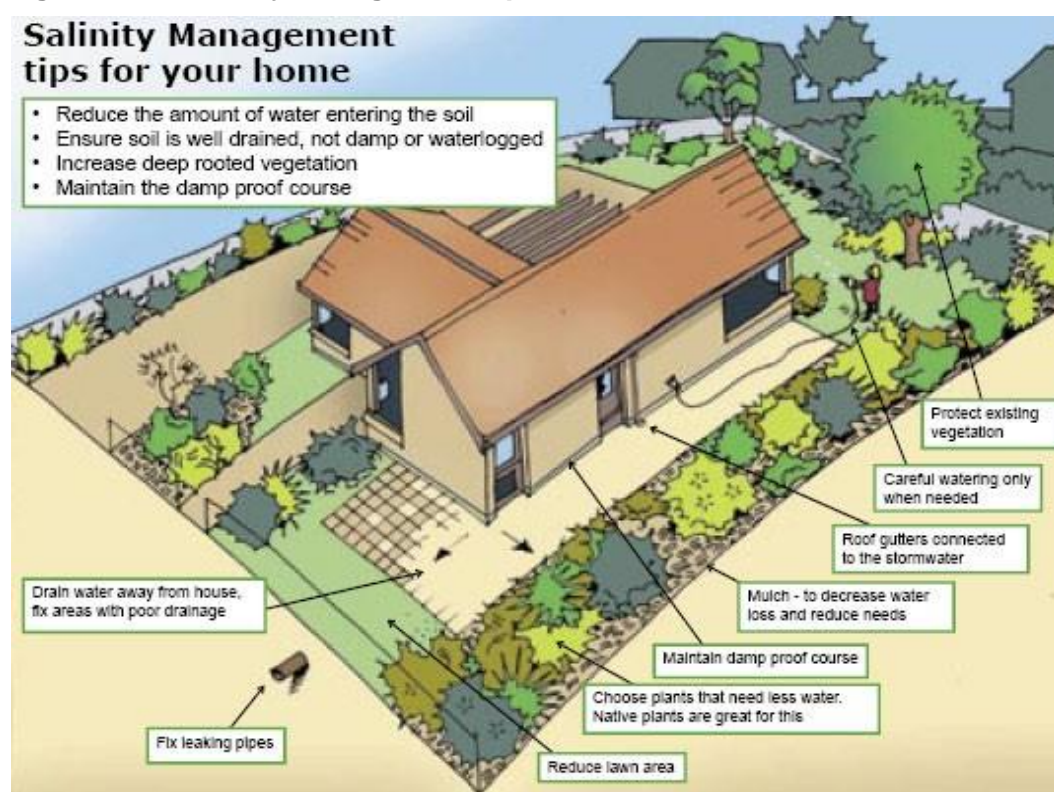 Salinity Management
tips for your home
• Reduce the amount of water entering the soil
• Ensure soil is well drained, not damp or waterlogged
• Increase deep rooted vegetation
• Maintain the damp proof course
Protect existing
vegetation
Careful watering only
when needed
Roof gutters connected
to the stormwater
Drain water away from house,
fix areas with poor drainage
Mulch - to decrease water
loss and reduce needs
Maintain damp proof course
Choose plants that need less water.
Native plants are great for this
Fix leaking pipes
Reduce lawn area